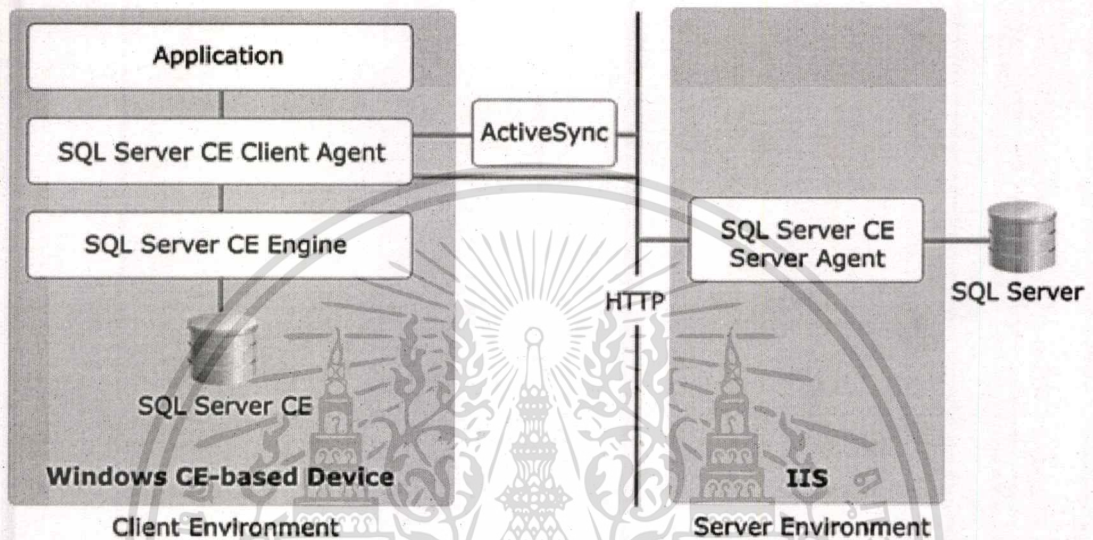 Application
SQL Server CE Client Agent
SQL Server CE Engine
SQL Server CE
Windows CE-based Device
Client Environment
ActiveSync
HTTP
SQL Server CE
Server Agent
IIS
Server Environment
SQL Server